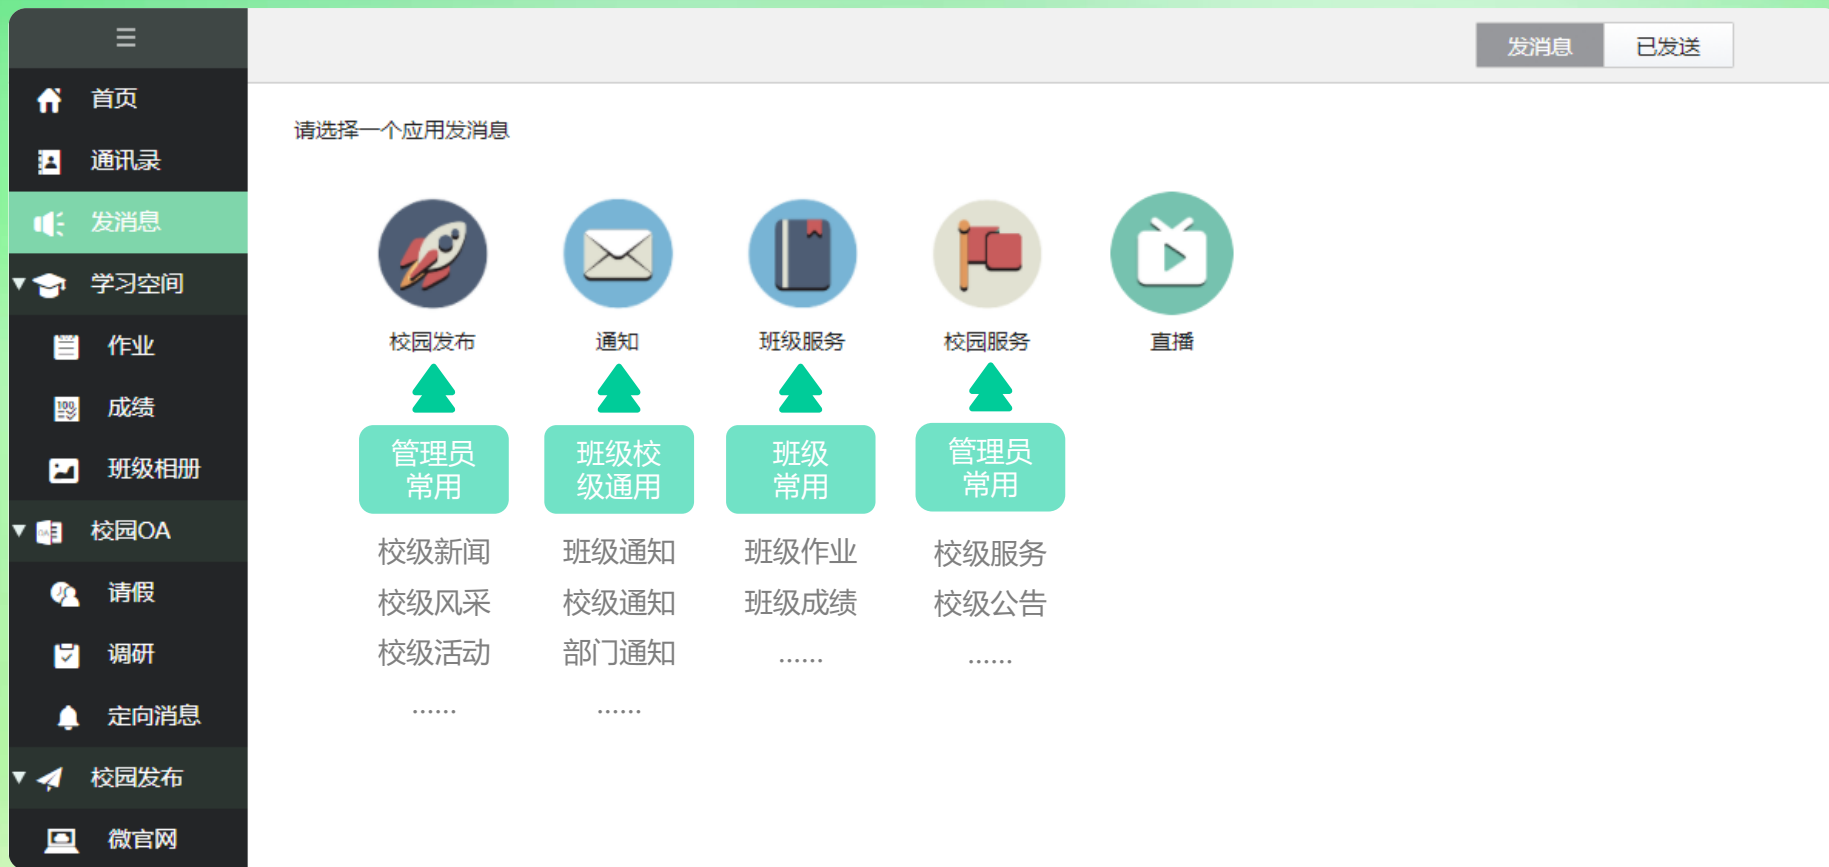 发消息
已发送
首页
通讯录
发消息
学习空间
作业
成绩
班级相册
校园OA
请假
调研
定向消息
校园发布
微官网
请选择一个应用发消息
校园发布
通知
班级服务
校园服务
直播
管理员
常用
校级新闻
校级风采
校级活动
......
班级校
级通用
班级通知
校级通知
部门通知
......
班级
常用
班级作业
班级成绩
......
管理员
常用
校级服务
校级公告
......